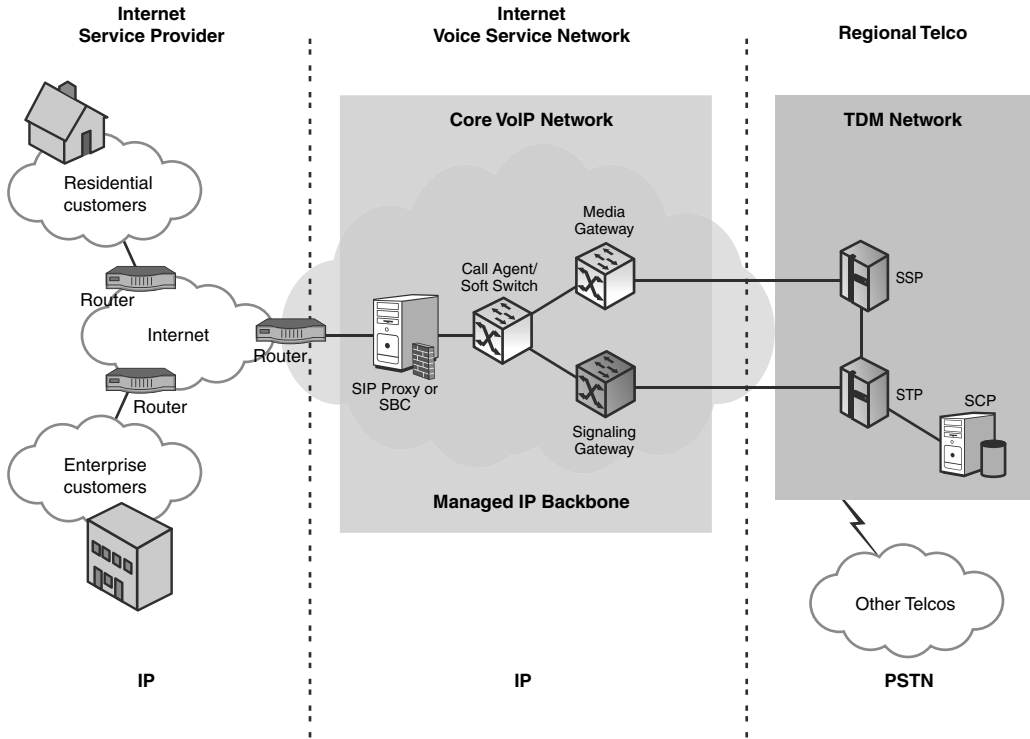 Internet
Service Provider
Internet
Voice Service Network
Regional Telco
Core VoIP Network
TDM Network
Residential
customers
Media
Gateway
Call Agent/
Soft Switch
SSP
Router
Internet
Router
Router
SIP Proxy or
SBC
STP
SCP
Enterprise
customers
Signaling
Gateway
Managed IP Backbone
Other Telcos
IP
IP
PSTN